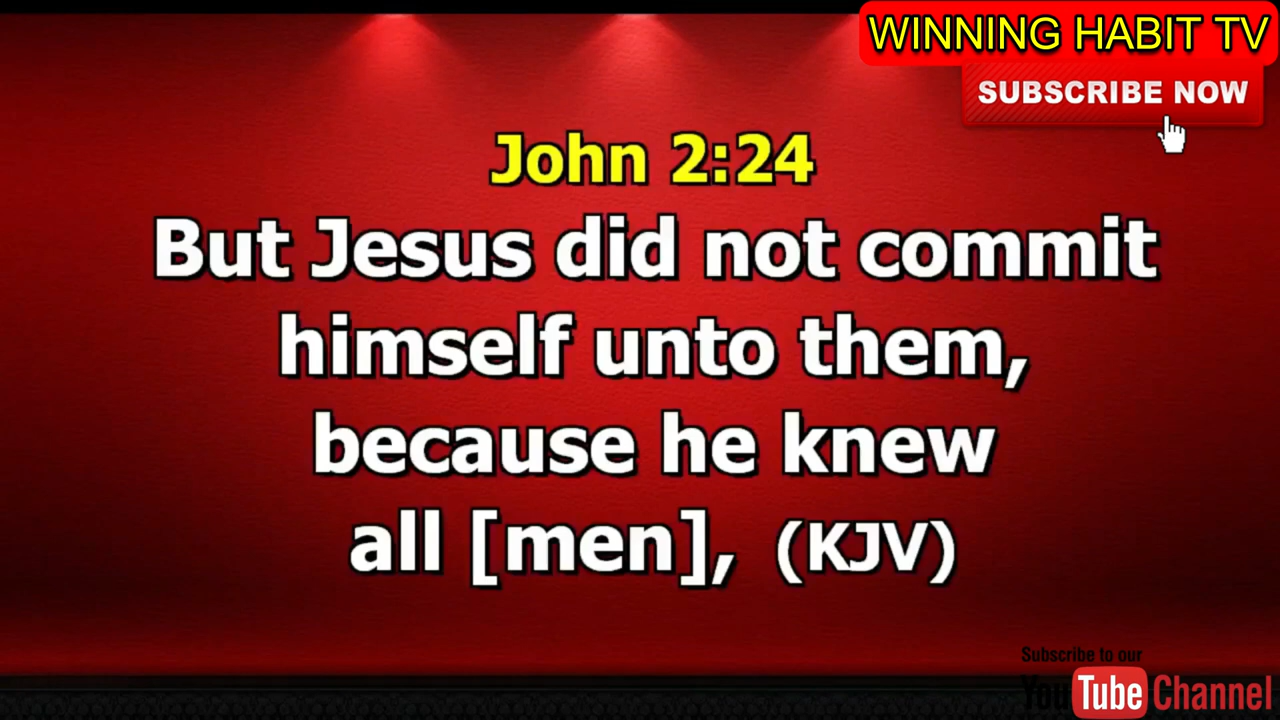 WINNING HABIT TV
SUBSCRIBE NOW
John 2:24
But Jesus did not commit
himself unto them,
because he knew
all [men], (KJV)
Subscribe to our
YouTube Channel